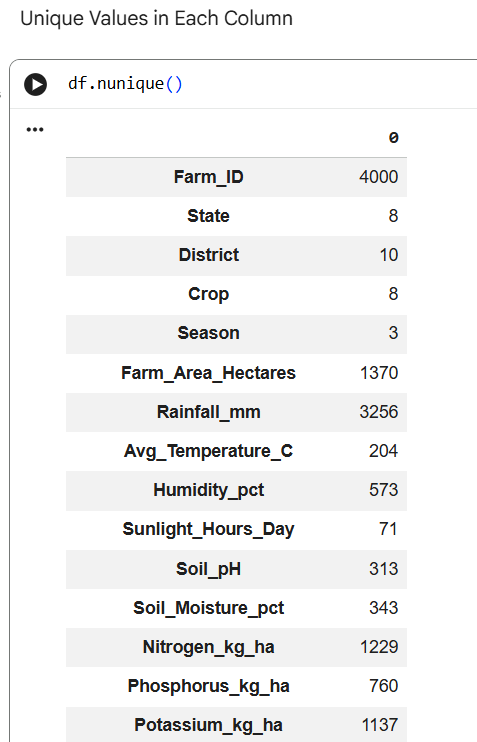 Unique Values in Each Column
df.nunique()
0
Farm_ID 4000
State 8
District 10
Crop 8
Season 3
Farm_Area_Hectares 1370
Rainfall_mm 3256
Avg_Temperature_C 204
Humidity_pct 573
Sunlight_Hours_Day 71
Soil_pH 313
Soil_Moisture_pct 343
Nitrogen_kg_ha 1229
Phosphorus_kg_ha 760
Potassium_kg_ha 1137